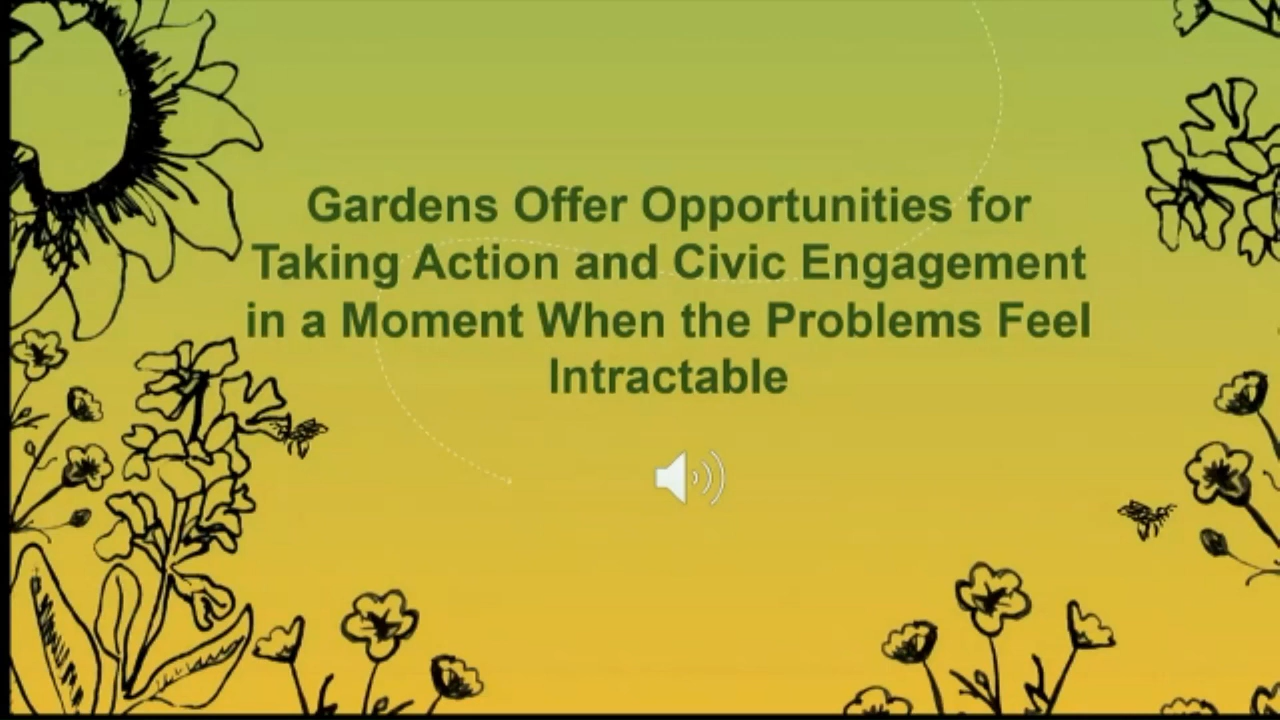 Gardens Offer Opportunities for
Taking Action and Civic Engagement
in a Moment When the Problems Feel
Intractable